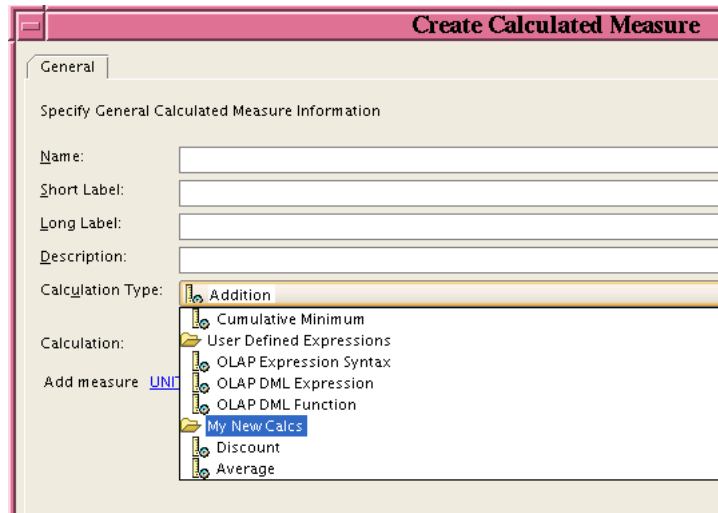 Create Calculated Measure
General
Specify General Calculated Measure Information
Name:
Short Label:
Long Label:
Description:
Calculation Type: Addition
Cumulative Minimum
User Defined Expressions
Calculation:
OLAP Expression Syntax
Add measure UNI
OLAP DML Expression
OLAP DML Function
My New Calcs
Discount
Average